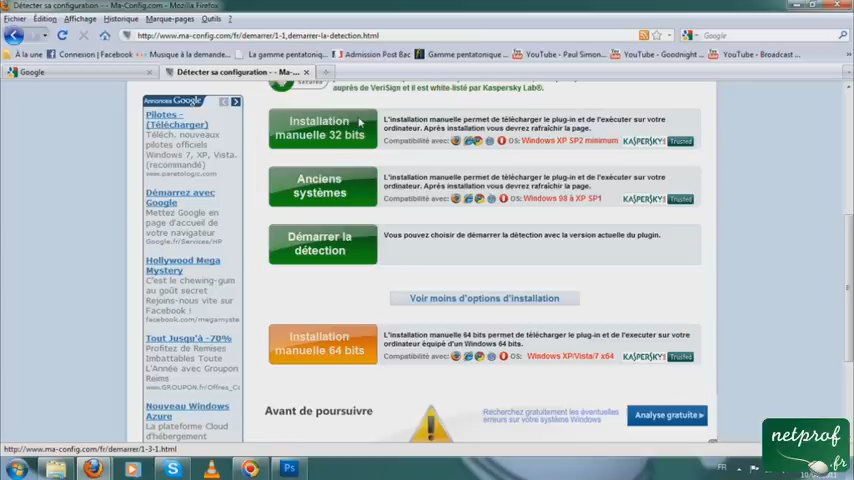 Détecter sa configuration - - Ma-Config.com - Mozilla Firefox
Fichier Édition Affichage Historique Marque-pages Outils ?
http://www.ma-config.com/fr/demarrer/1-1,demarrer-la-detection.html
Google
À la une Connexion | Facebook Musique à la demande... La gamme pentatoniq... Admission Post Bac Gamme pentatonique ... YouTube - Paul Simon... YouTube - Goodnight ... YouTube - Broadcast ...
Google Détecter sa configuration - - Ma-...
auprès de VeriSign et il est white-listé par Kaspersky Lab®.
Annonces Google
Pilotes -
(Télécharger)
Téléch. nouveaux
pilotes officiels
Windows 7, XP, Vista.
(recommandé)
www.paretologic.com
Démarrez avec
Google
Mettez Google en
page d'accueil de
votre navigateur
Google.fr/Services/HP
Hollywood Mega
Mystery
C'est le chewing-gum
au goût secret
Rejoins-nous vite sur
Facebook !
facebook.com/megamyste
Tout Jusqu'à -70%
Profitez de Remises
Imbattables Toute
L'Année avec Groupon
Reims
www.GROUPON.fr/Offres_Co
Nouveau Windows
Azure
La plateforme Cloud
d'hébergement
Installation
manuelle 32 bits
L'installation manuelle permet de télécharger le plug-in et de l'exécuter sur votre
ordinateur. Après installation vous devrez rafraîchir la page.
Compatibilité avec: OS: Windows XP SP2 minimum KASPERSKY Trusted
Anciens
systèmes
L'installation manuelle permet de télécharger le plug-in et de l'exécuter sur votre
ordinateur. Après installation vous devrez rafraîchir la page.
Compatibilité avec: OS: Windows 98 à XP SP1 KASPERSKY Trusted
Démarrer la
détection
Vous pouvez choisir de démarrer la détection avec la version actuelle du plugin.
Voir moins d'options d'installation
Installation
manuelle 64 bits
L'installation manuelle 64 bits permet de télécharger le plug-in et de l'executer sur votre
ordinateur équipé d'un Windows 64 bits.
Compatibilité avec: OS: Windows XP/Vista/7 x64 KASPERSKY Trusted
Avant de poursuivre
Recherchez gratuitement les éventuelles
erreurs sur votre système Windows
Analyse gratuite
http://www.ma-config.com/fr/demarrer/1-3-1.html
FR
netprof
.fr